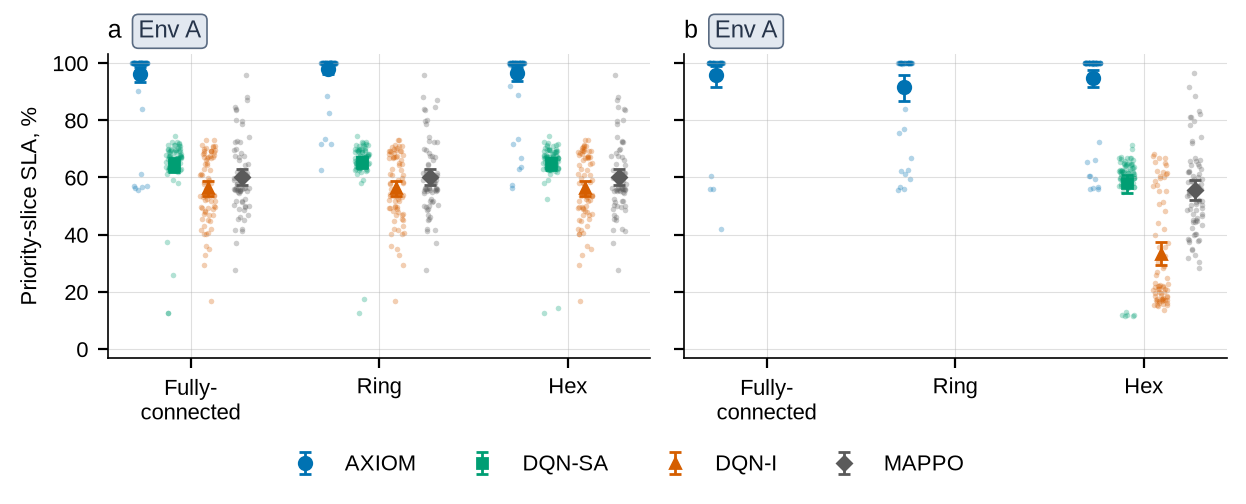 a Env A
b Env A
Priority-slice SLA, %
100
80
60
40
20
0
Fully-
connected
Ring
Hex
Fully-
connected
Ring
Hex
AXIOM
DQN-SA
DQN-I
MAPPO